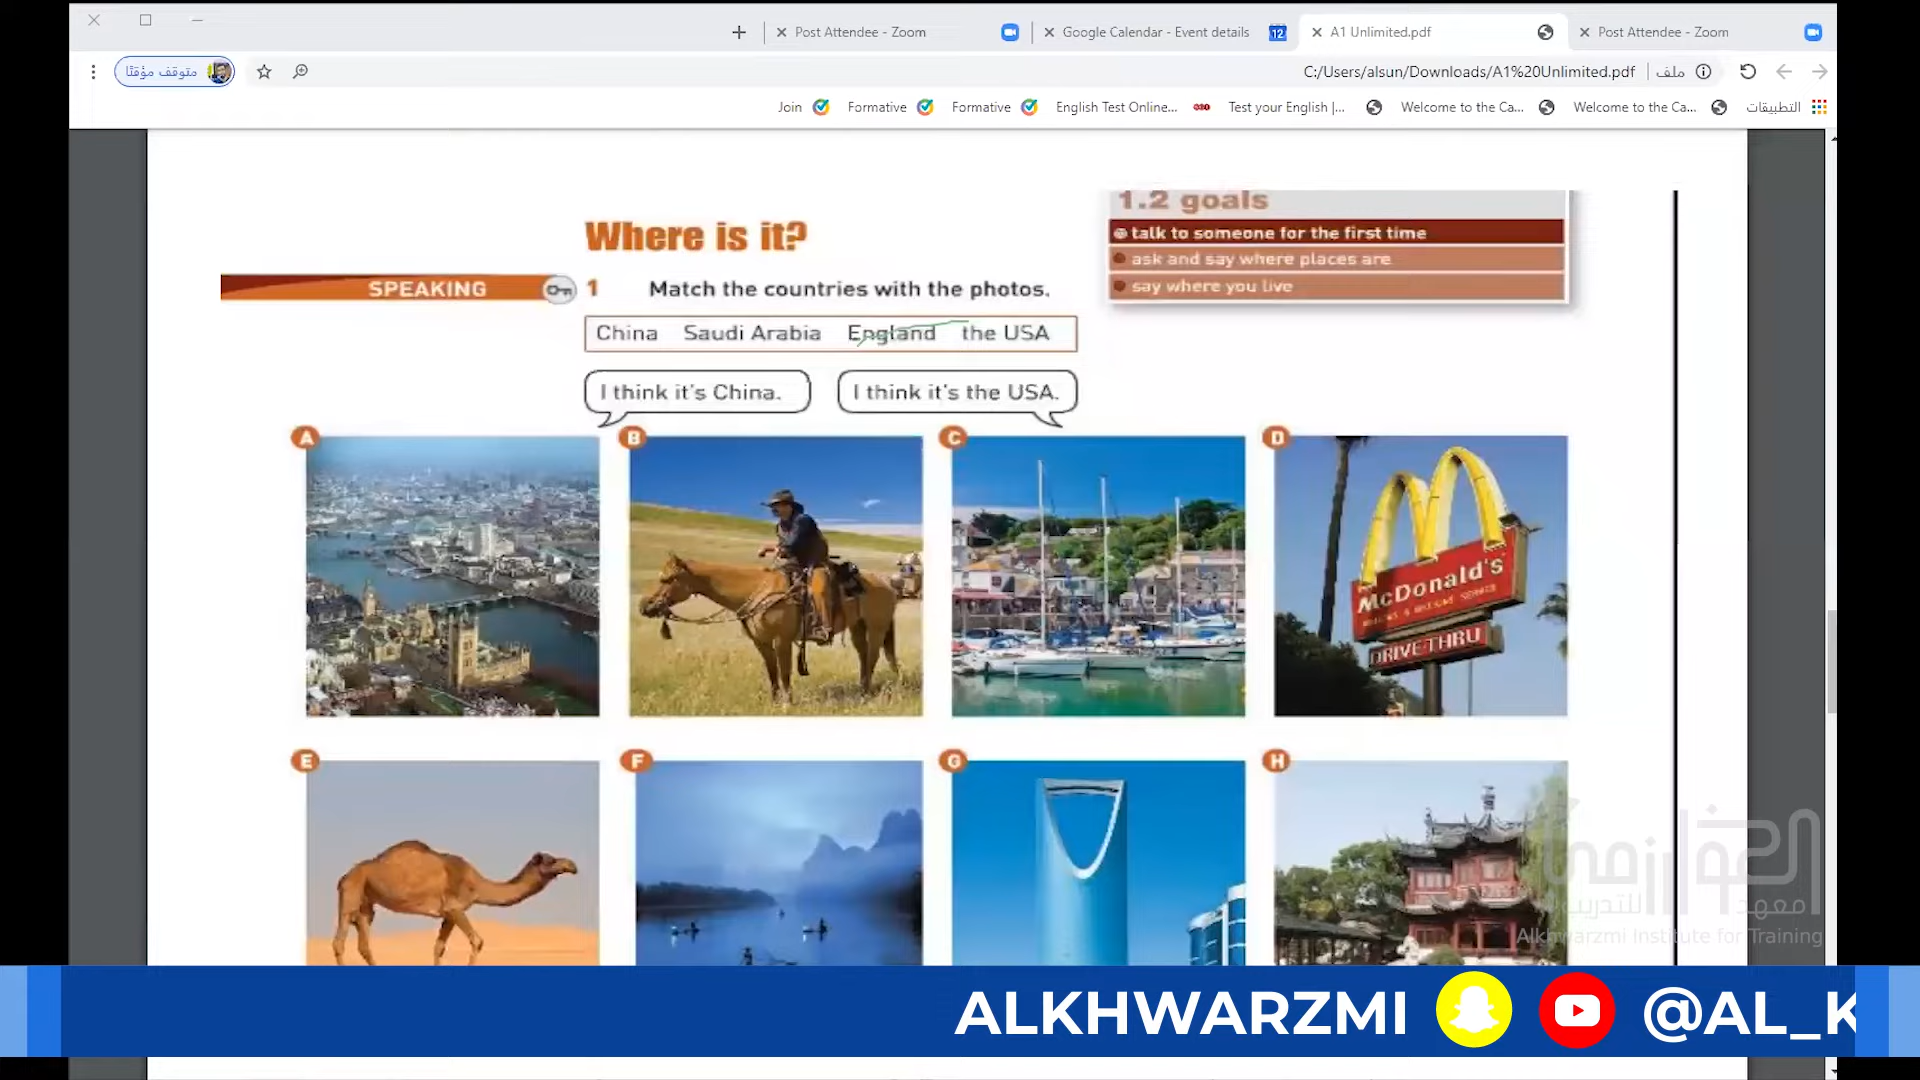 Post Attendee - Zoom
Google Calendar - Event details
12
A1 Unlimited.pdf
Post Attendee - Zoom
متوقف مؤقتًا
C:/Users/alsun/Downloads/A1%20Unlimited.pdf
ملف
Join
Formative
Formative
English Test Online...
Test your English |...
Welcome to the Ca...
Welcome to the Ca...
التطبيقات
1.2 goals
talk to someone for the first time
ask and say where places are
say where you live
Where is it?
SPEAKING
1 Match the countries with the photos.
China Saudi Arabia England the USA
I think it's China.
I think it's the USA.
A
B
C
D
McDonald's
DRIVE THRU
E
F
G
H
الخوارزمي
معهد للتدريب
Alkhwarzmi Institute for Training
ALKHWARZMI
@AL_K